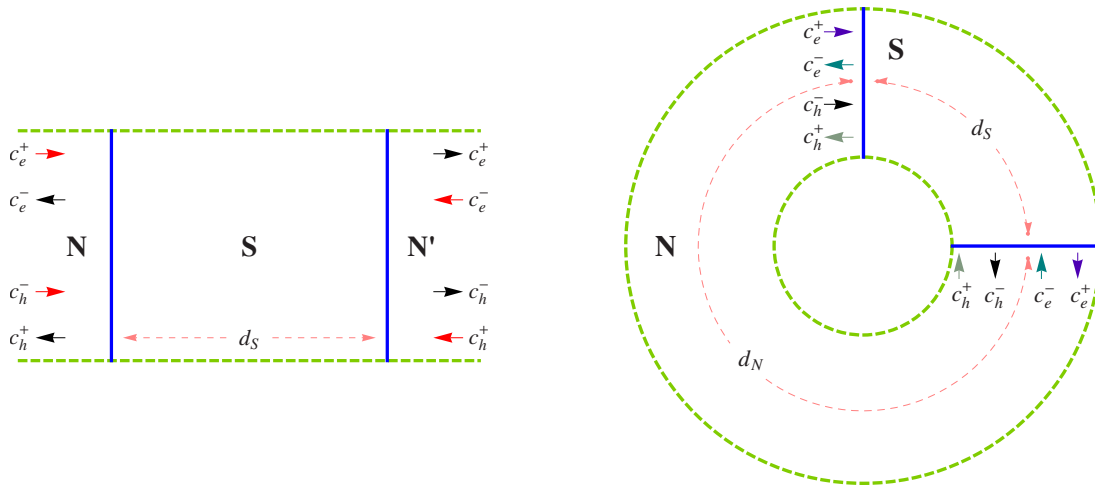 c_e^+ c_e^+
c_e^- c_e^-
N S N'
c_h^- c_h^-
c_h^+ d_S c_h^+
c_e^+
S
c_e^-
c_h^-
d_S
c_h^+
N
c_h^+ c_h^- c_e^- c_e^+
d_N